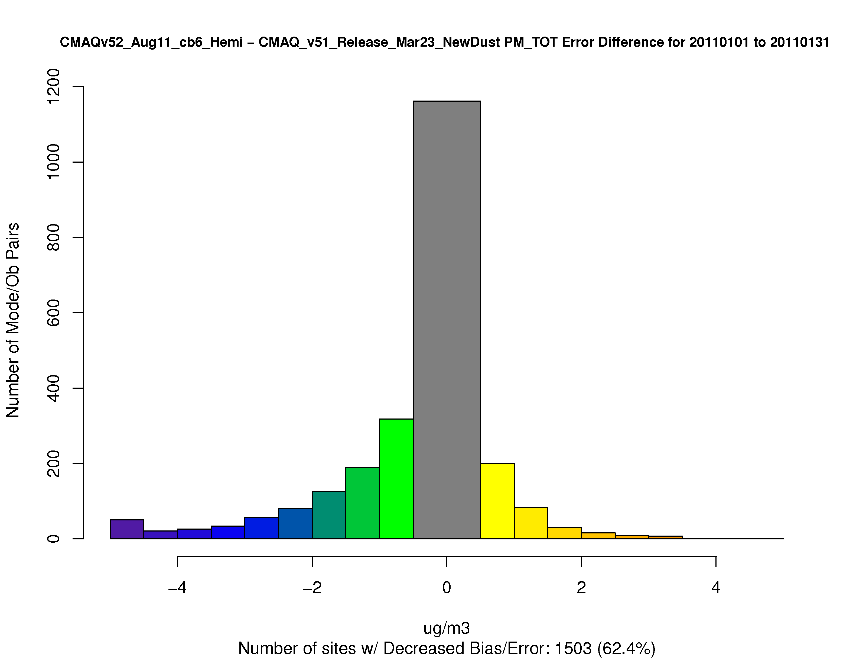 CMAQv52_Aug11_cb6_Hemi − CMAQ_v51_Release_Mar23_NewDust PM_TOT Error Difference for 20110101 to 20110131
Number of Mode/Ob Pairs
1200
1000
800
600
400
200
0
−4 −2 0 2 4
ug/m3
Number of sites w/ Decreased Bias/Error: 1503 (62.4%)